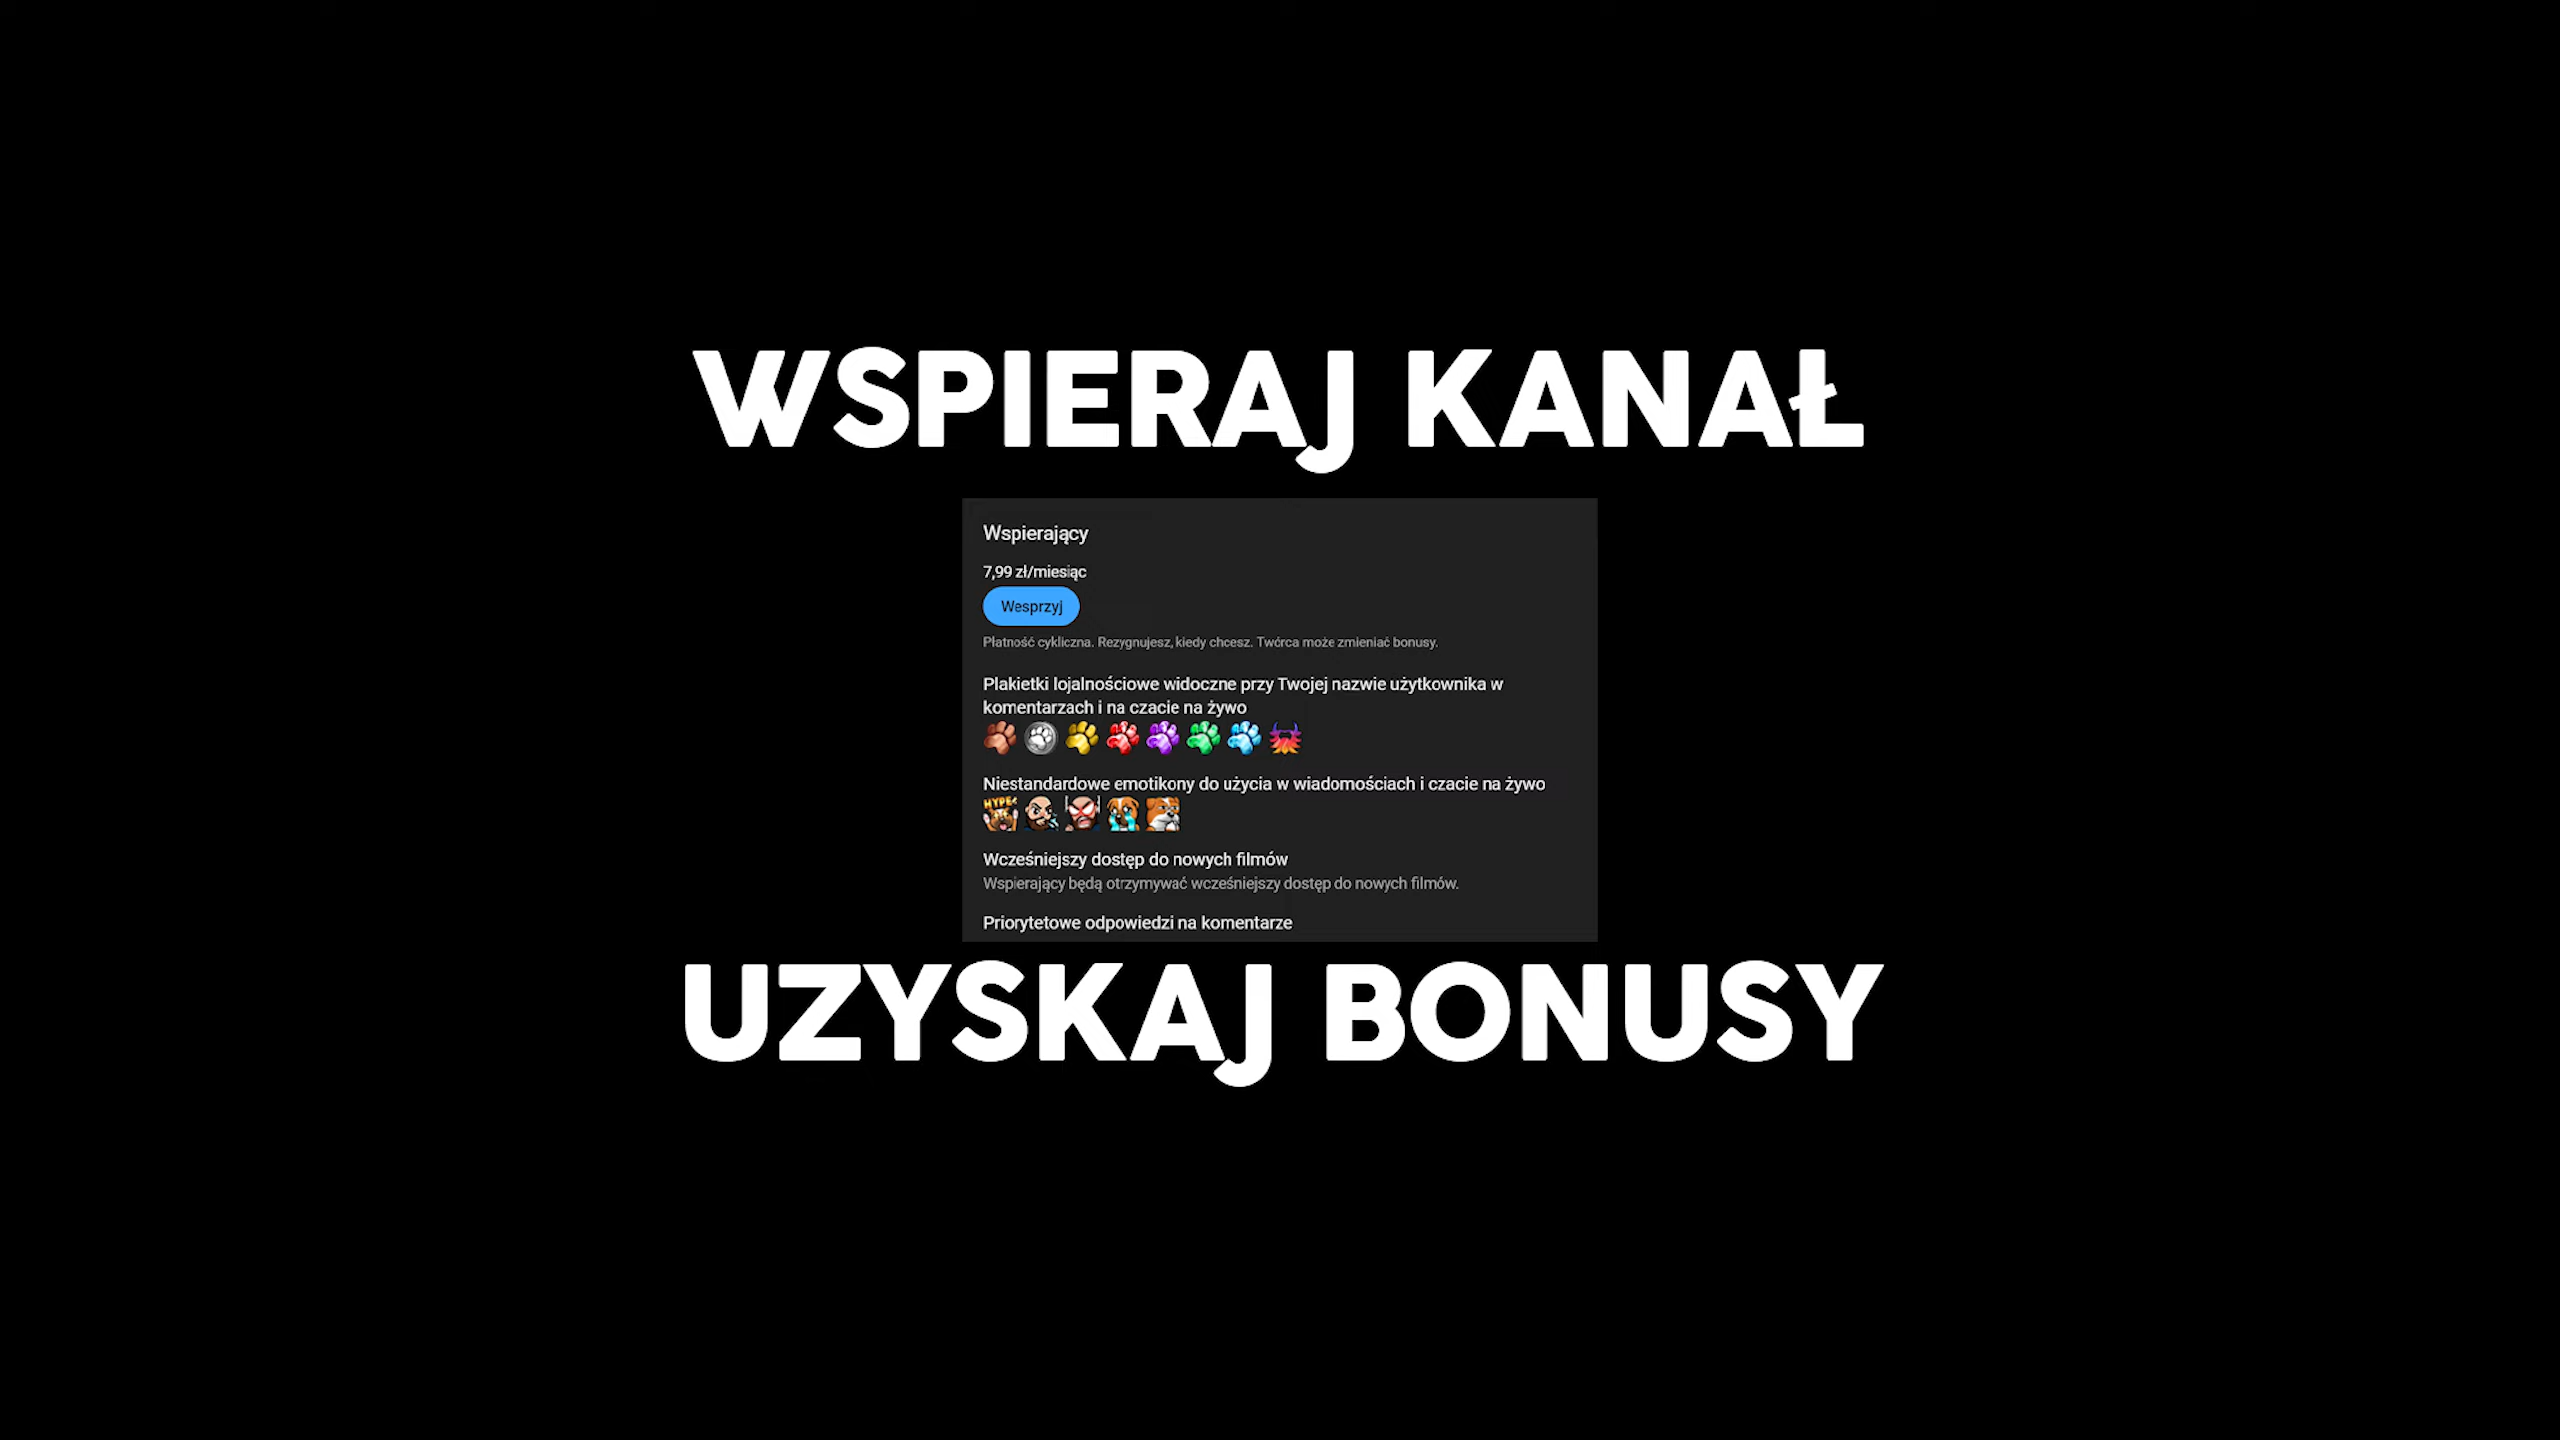 WSPIERAJ KANAŁ
Wspierający
7,99 zł/miesiąc
Wesprzyj
Płatność cykliczna. Rezygnujesz, kiedy chcesz. Twórca może zmieniać bonusy.
Plakietki lojalnościowe widoczne przy Twojej nazwie użytkownika w
komentarzach i na czacie na żywo
Niestandardowe emotikony do użycia w wiadomościach i czacie na żywo
HYPE
Wcześniejszy dostęp do nowych filmów
Wspierający będą otrzymywać wcześniejszy dostęp do nowych filmów.
Priorytetowe odpowiedzi na komentarze
UZYSKAJ BONUSY